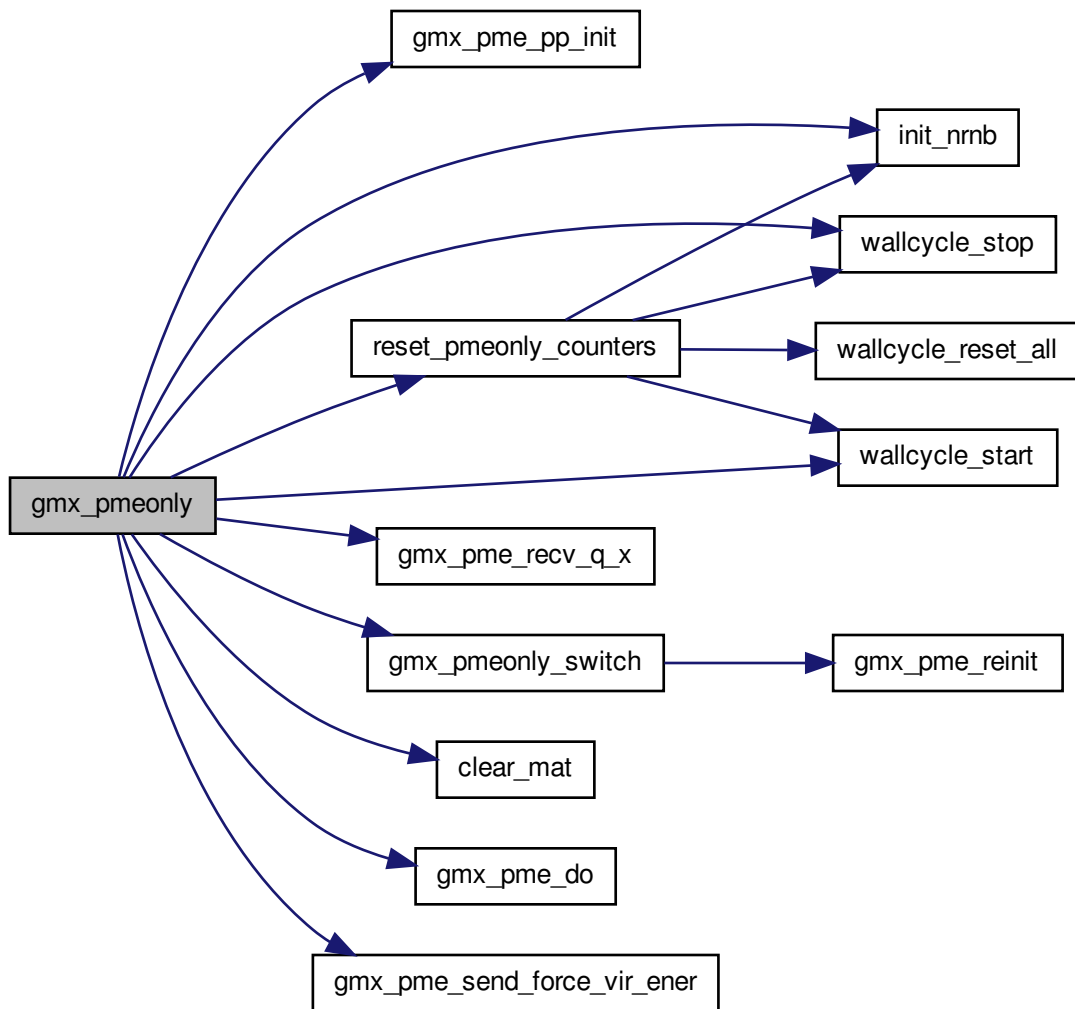 gmx_pme_pp_init
init_nrnb
wallcycle_stop
reset_pmeonly_counters
wallcycle_reset_all
wallcycle_start
gmx_pmeonly
gmx_pme_recv_q_x
gmx_pmeonly_switch
gmx_pme_reinit
clear_mat
gmx_pme_do
gmx_pme_send_force_vir_ener